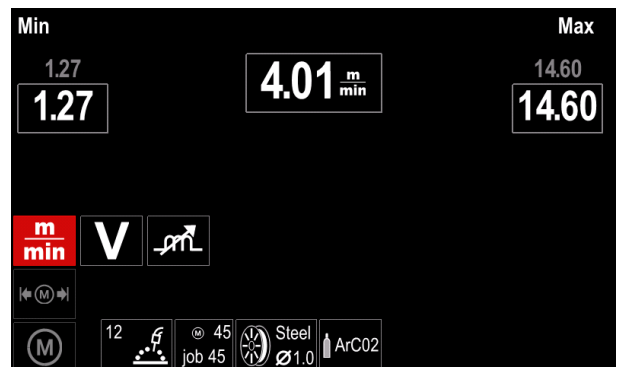 Min Max
1.27 14.60
1.27 4.01 m/min 14.60
m/min V
M
M 12 M 45 job 45 Steel Ø1.0 ArC02